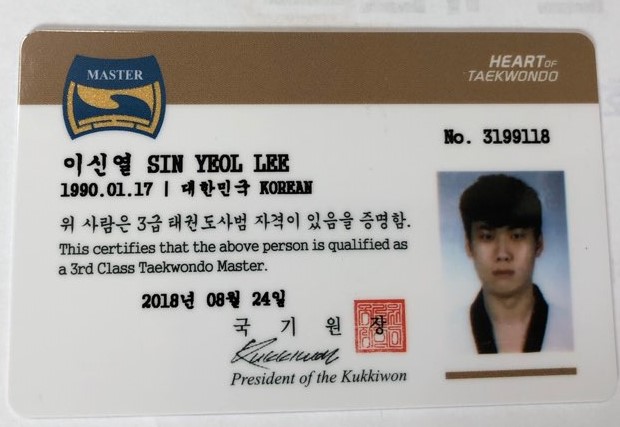 MASTER
HEART OF
TAEKWONDO
No. 3199118
이신열 SIN YEOL LEE
1990.01.17 | 대한민국 KOREAN
위 사람은 3급 태권도사범 자격이 있음을 증명함.
This certifies that the above person is qualified as
a 3rd Class Taekwondo Master.
2018년 08월 24일
국 기 원 장
Kukkiwon
President of the Kukkiwon